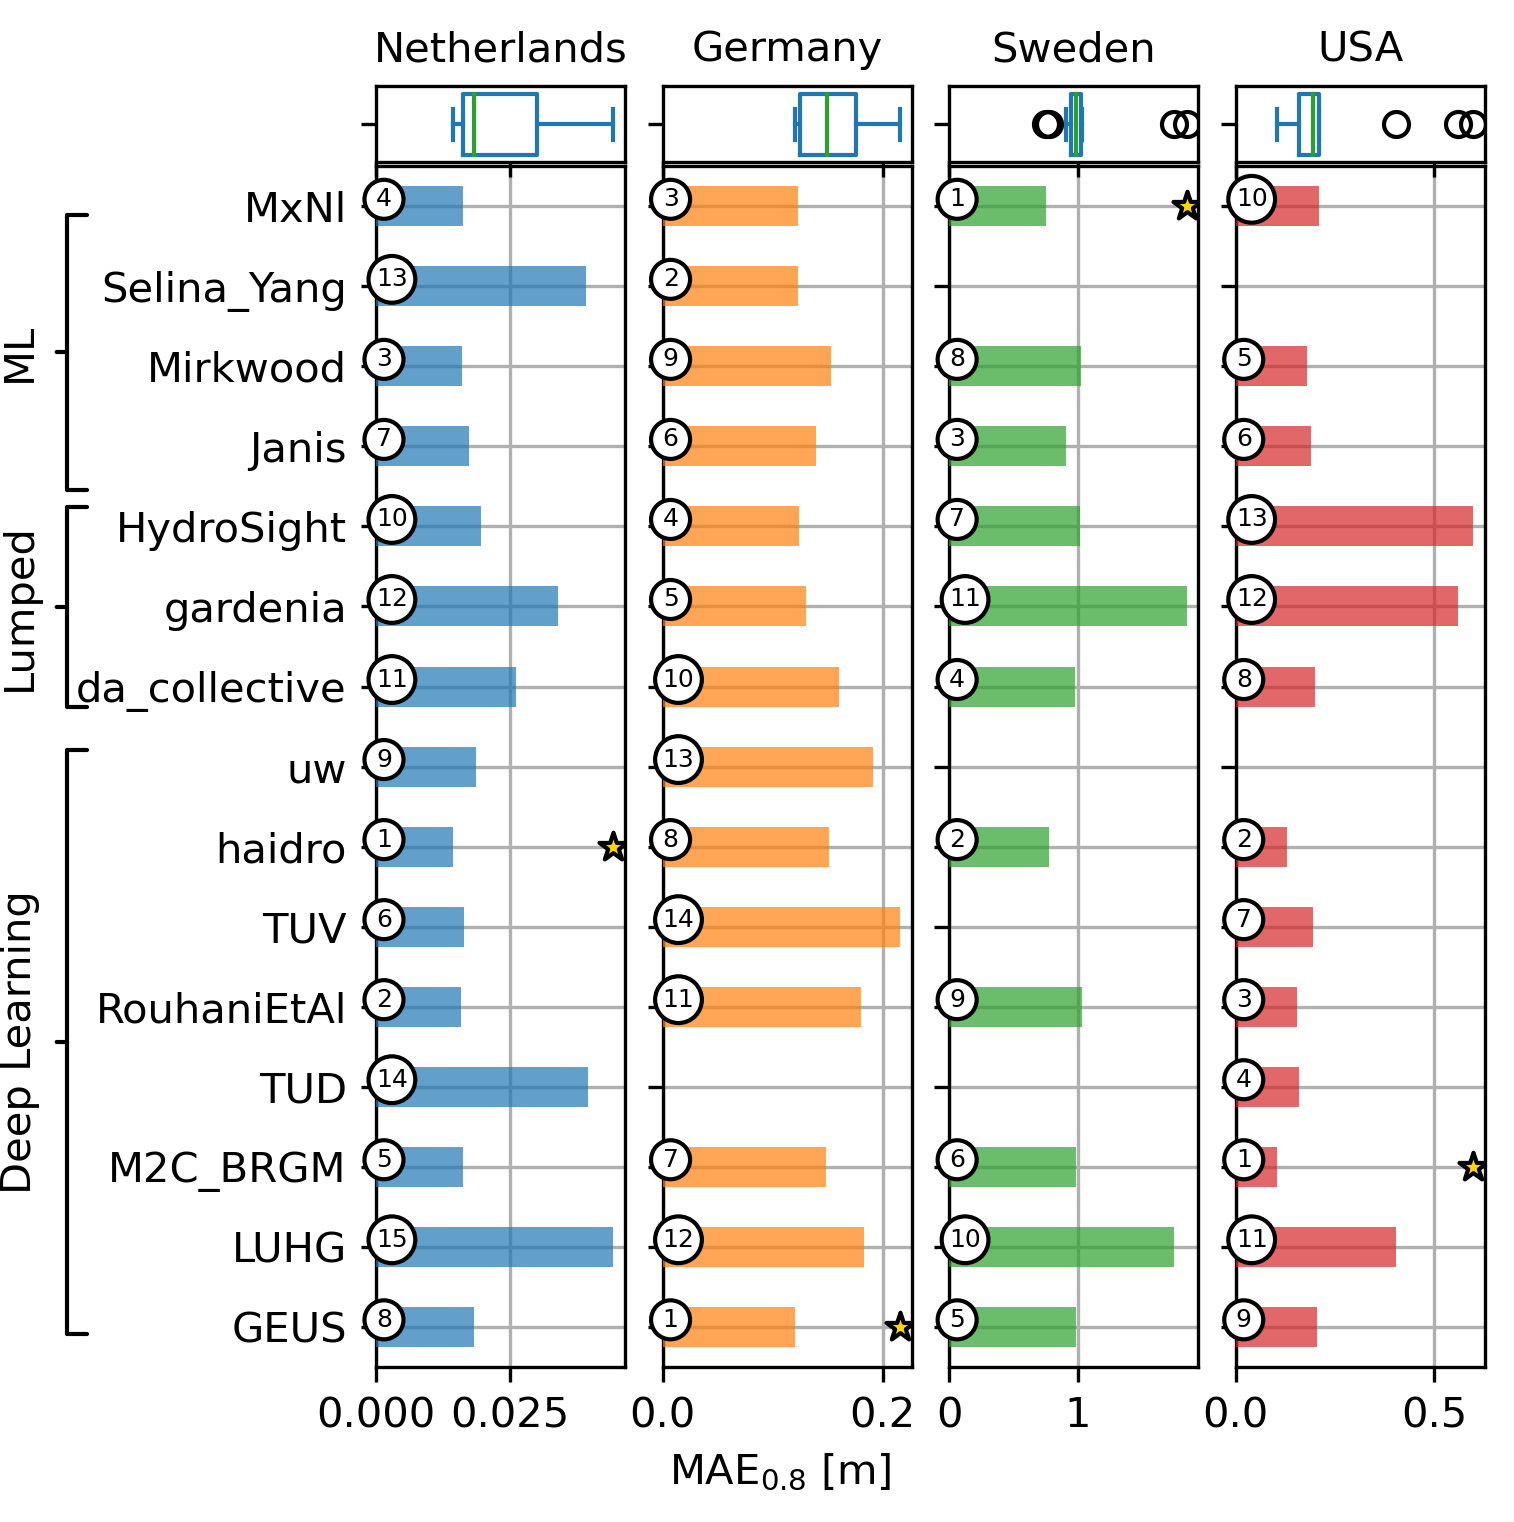 Netherlands Germany Sweden USA
MxNl 4 3 1 10
Selina_Yang 13 2
Mirkwood 3 9 8 5
Janis 7 6 3 6
HydroSight 10 4 7 13
gardenia 12 5 11 12
da_collective 11 10 4 8
uw 9 13
haidro 1 8 2 2
TUV 6 14 7
RouhaniEtAl 2 11 9 3
TUD 14 4
M2C_BRGM 5 7 6 1
LUHG 15 12 10 11
GEUS 8 1 5 9
ML
Lumped
Deep Learning
0.000 0.025 0.0 0.2 0 1 0.0 0.5
MAE0.8 [m]